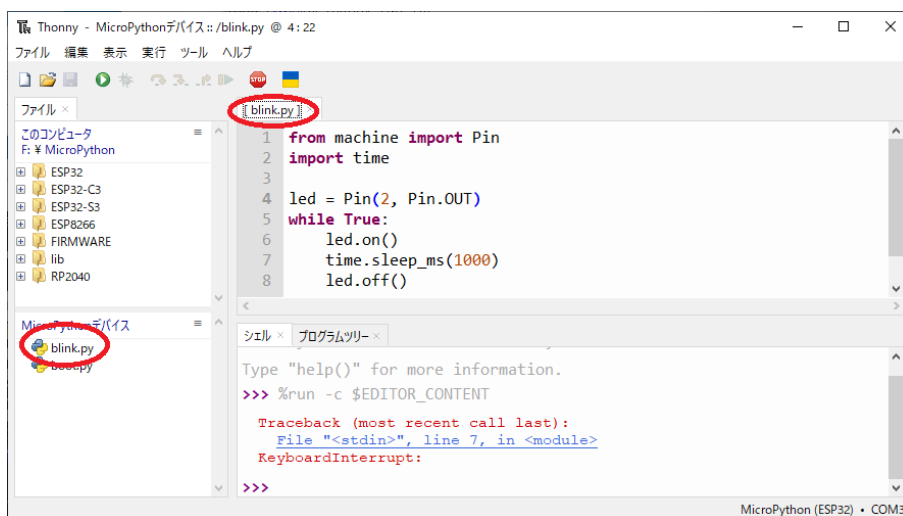 Thonny - MicroPythonデバイス :: /blink.py @ 4:22
ファイル 編集 表示 実行 ツール ヘルプ
STOP
ファイル ×
このコンピュータ
F: ¥ MicroPython
ESP32
ESP32-C3
ESP32-S3
ESP8266
FIRMWARE
lib
RP2040
MicroPythonデバイス
blink.py
boot.py
[ blink.py ] ×
1 from machine import Pin
2 import time
3
4 led = Pin(2, Pin.OUT)
5 while True:
6 led.on()
7 time.sleep_ms(1000)
8 led.off()
シェル × プログラムツリー ×
Type "help()" for more information.
>>> %run -c $EDITOR_CONTENT
Traceback (most recent call last):
File "<stdin>", line 7, in <module>
KeyboardInterrupt:
>>>
MicroPython (ESP32) • COM3